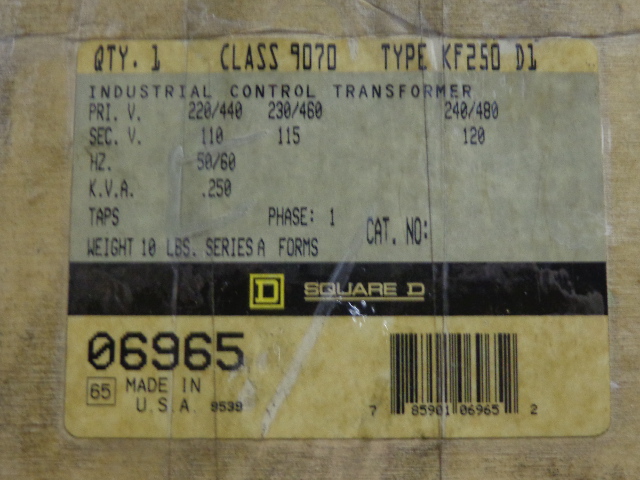 QTY. 1 CLASS 9070 TYPE KF250 D1
INDUSTRIAL CONTROL TRANSFORMER
PRI. V. 220/440 230/460 240/480
SEC. V. 110 115 120
HZ. 50/60
K.V.A. .250
TAPS PHASE: 1 CAT. NO:
WEIGHT 10 LBS. SERIES A FORMS
D SQUARE D
06965
65 MADE IN
U.S.A. 9539
7 85901 06965 2